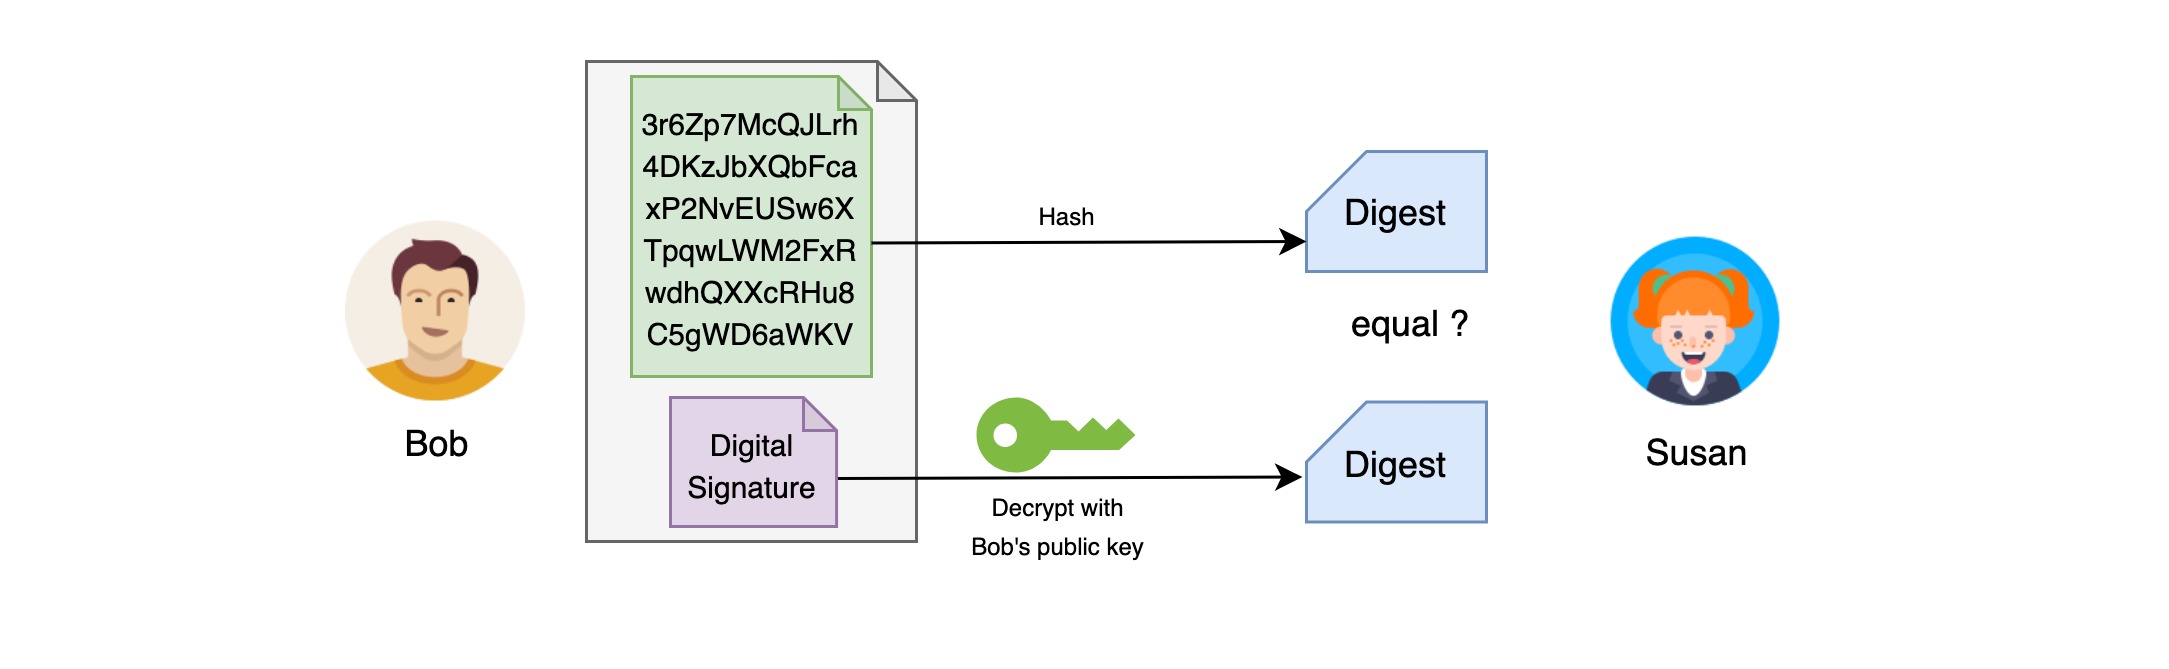 3r6Zp7McQJLrh
4DKzJbXQbFca
xP2NvEUSw6X
TpqwLWM2FxR
wdhQXXcRHu8
C5gWD6aWKV
Hash
Digest
equal ?
Bob
Digital
Signature
Decrypt with
Bob's public key
Digest
Susan